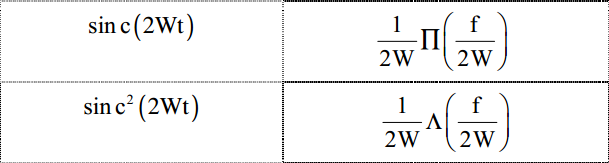 sin c(2Wt) 1/2W Π(f/2W)
sin c²(2Wt) 1/2W Λ(f/2W)